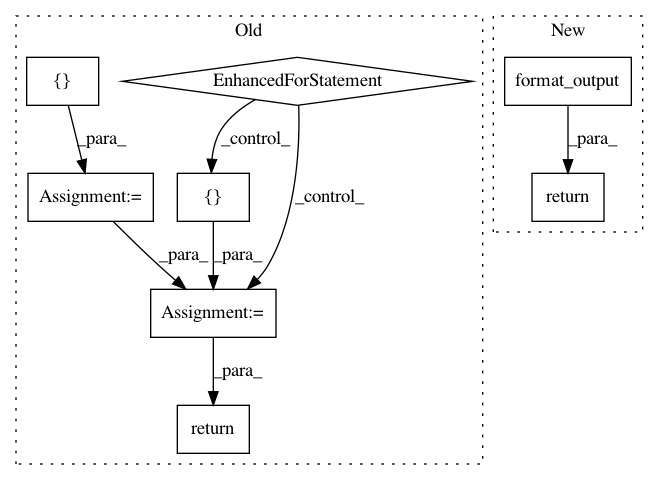 Old
New
{}
EnhancedForStatement
format_output
_para_
_control_
_para_
Assignment:=
{}
_control_
return
_para_
_para_
Assignment:=
_para_
return